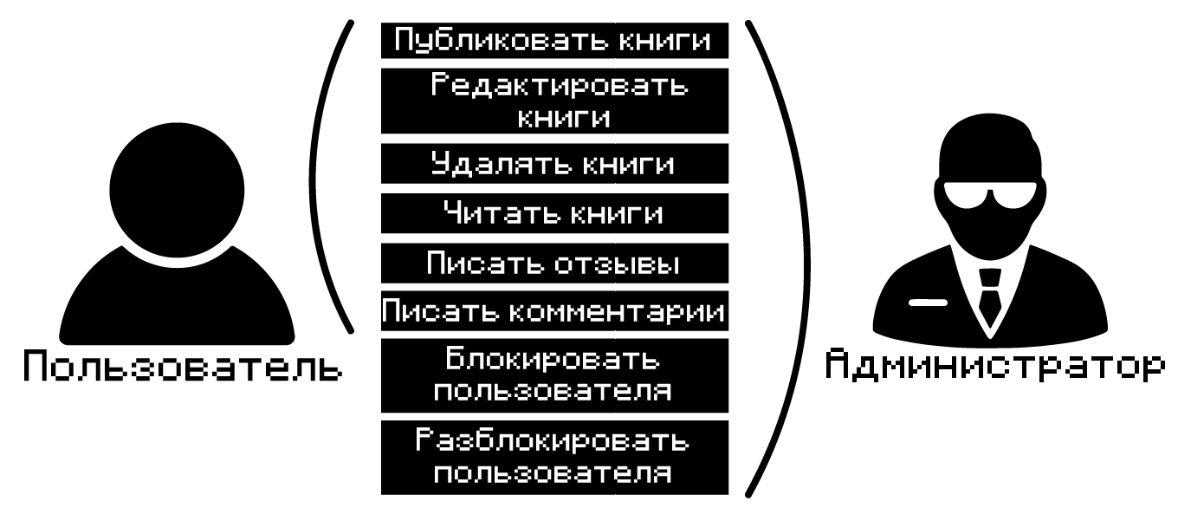 Публиковать книги
Редактировать
книги
Удалять книги
Читать книги
Писать отзывы
Писать комментарии
Блокировать
пользователя
Разблокировать
пользователя
Пользователь
Администратор